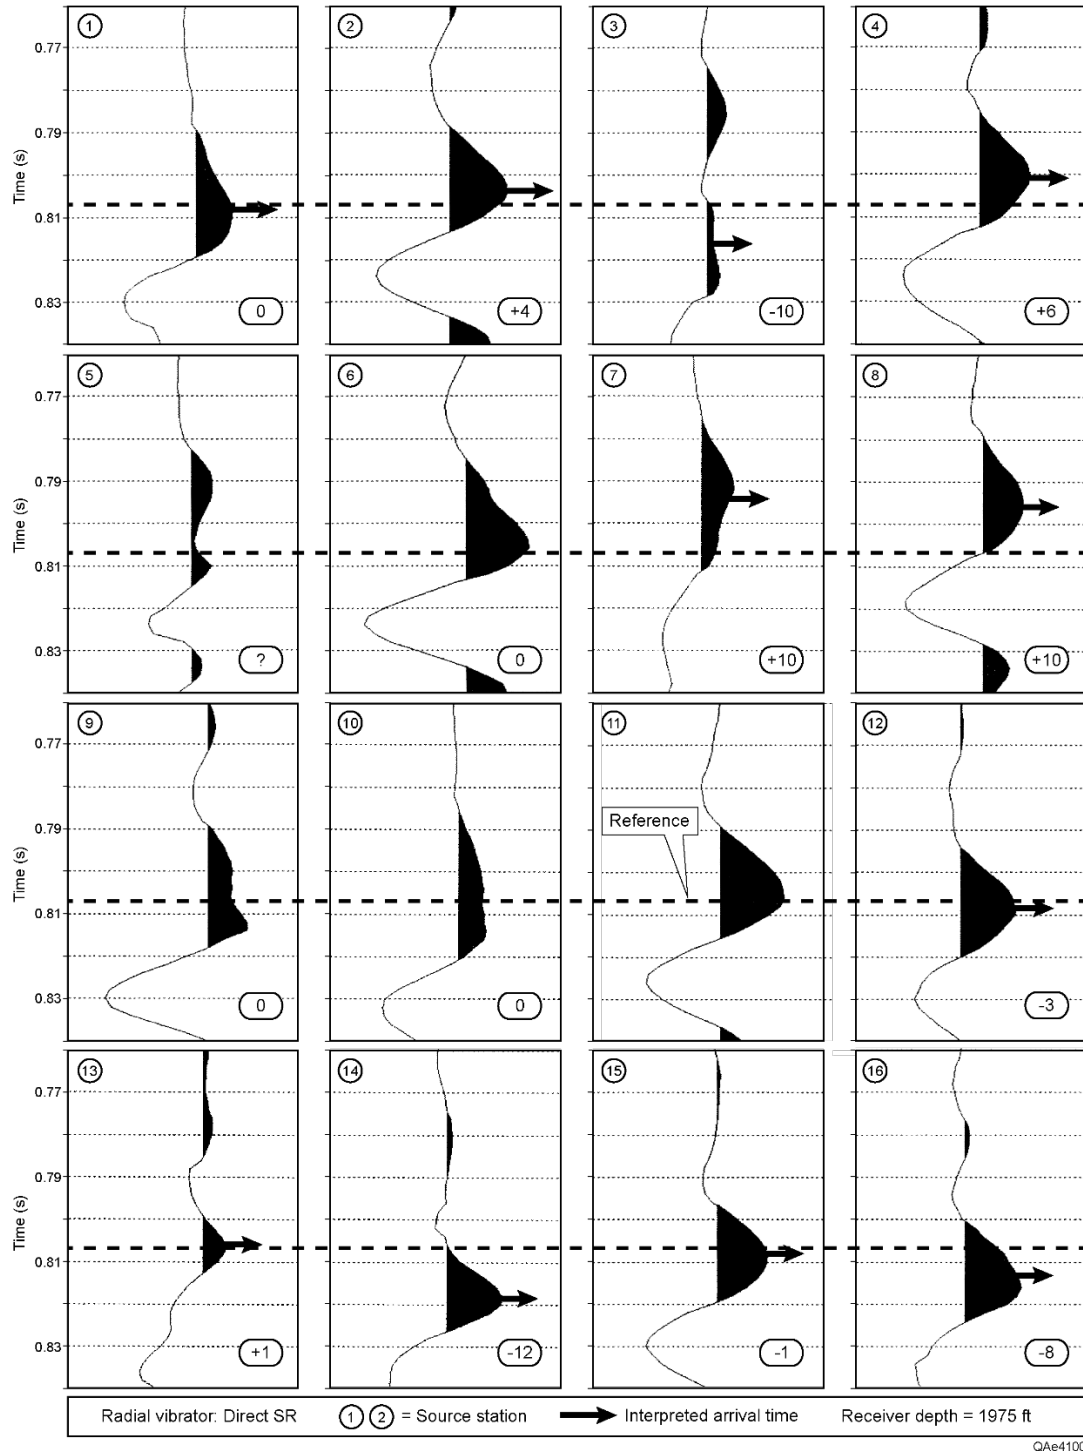 1 2 3 4
0.77
0.79
Time (s)
0.81
0.83
0 +4 -10 +6
5 6 7 8
0.77
0.79
Time (s)
0.81
0.83
? 0 +10 +10
9 10 11 12
0.77
0.79
Reference
Time (s)
0.81
0.83
0 0 -3
13 14 15 16
0.77
0.79
Time (s)
0.81
0.83
+1 -12 -1 -8
Radial vibrator: Direct SR 1 2 = Source station Interpreted arrival time Receiver depth = 1975 ft